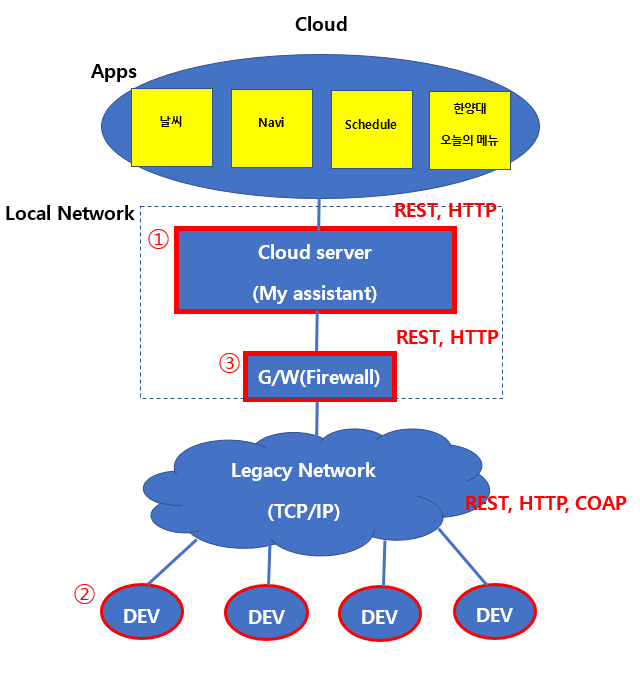 Cloud
Apps
날씨
Navi
Schedule
한양대
오늘의 메뉴
Local Network
REST, HTTP
①
Cloud server
(My assistant)
REST, HTTP
③
G/W(Firewall)
Legacy Network
(TCP/IP)
REST, HTTP, COAP
②
DEV
DEV
DEV
DEV